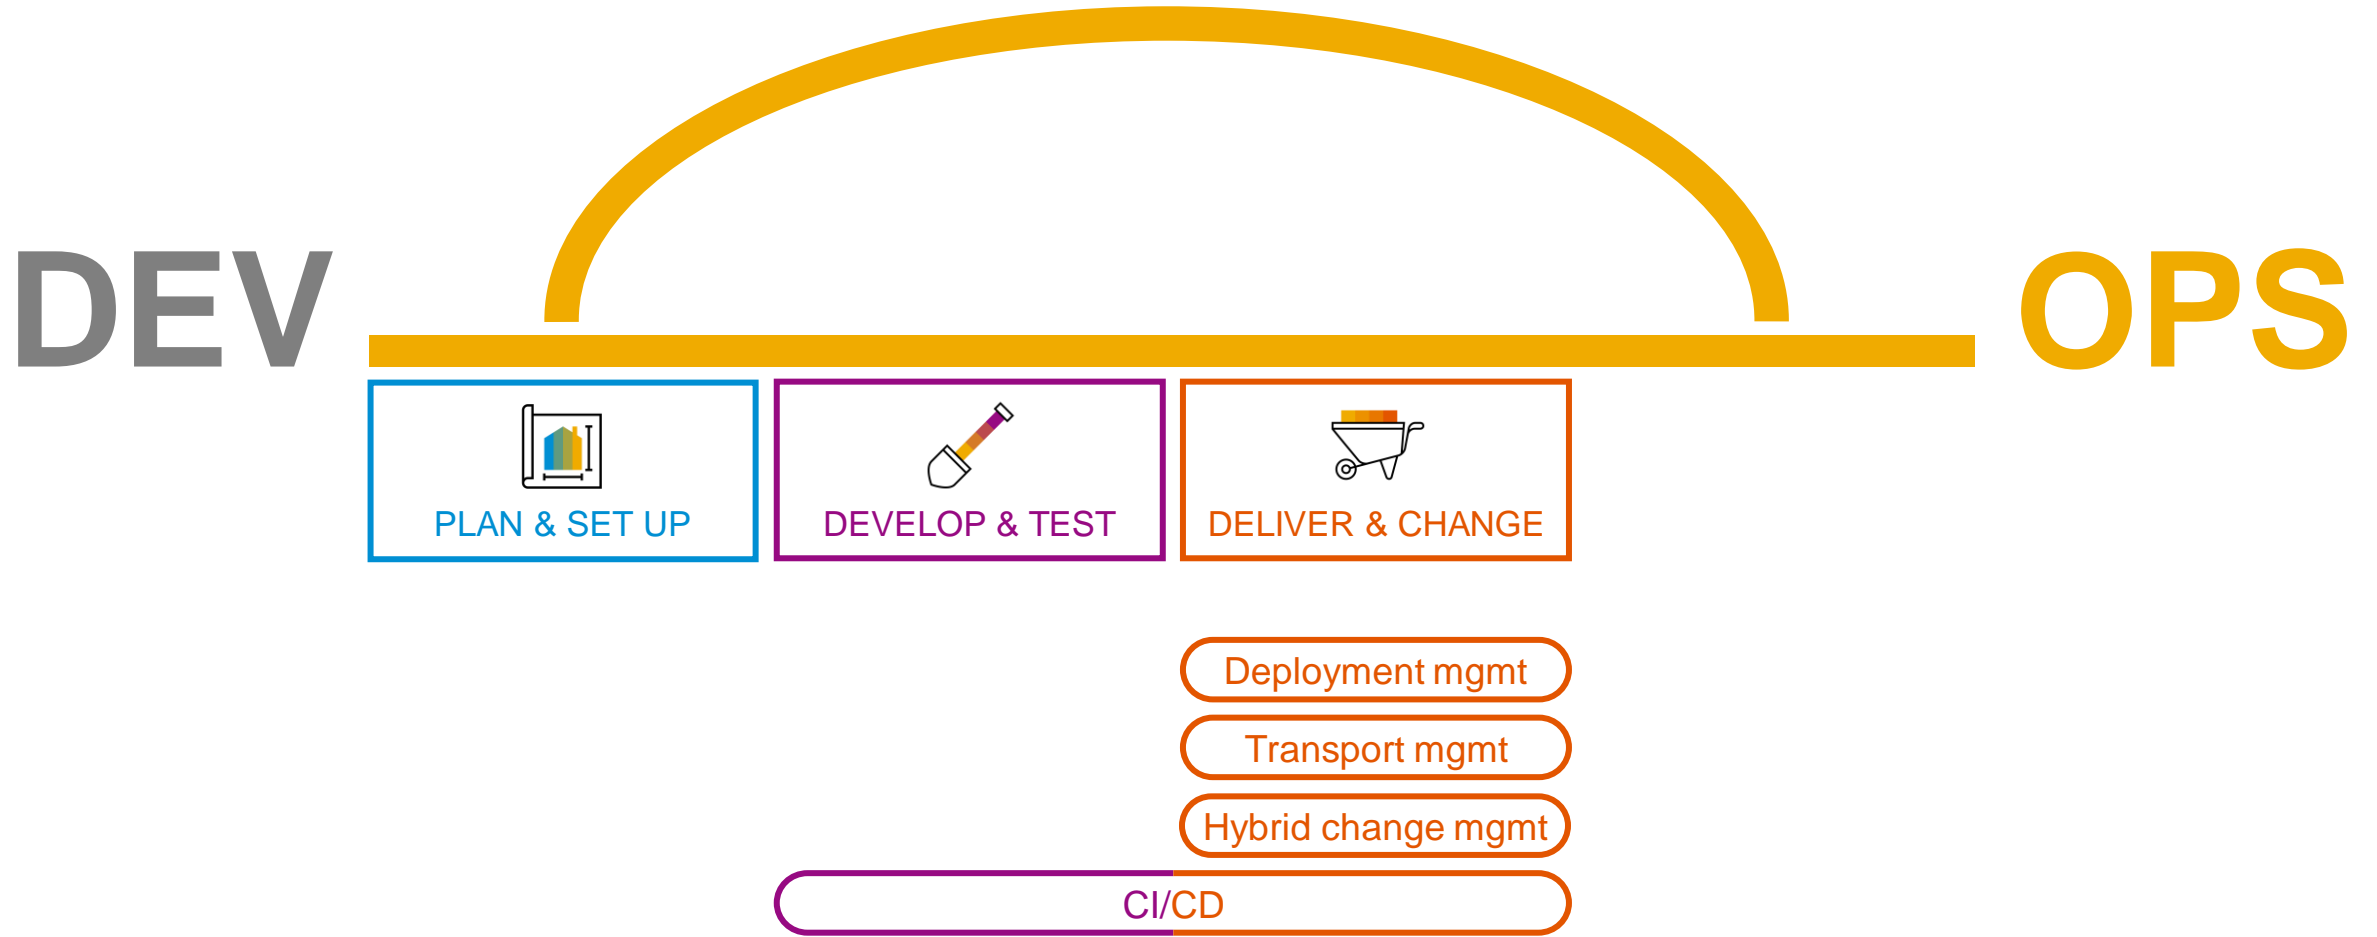 DEV
OPS
PLAN & SET UP
DEVELOP & TEST
DELIVER & CHANGE
Deployment mgmt
Transport mgmt
Hybrid change mgmt
CI/CD